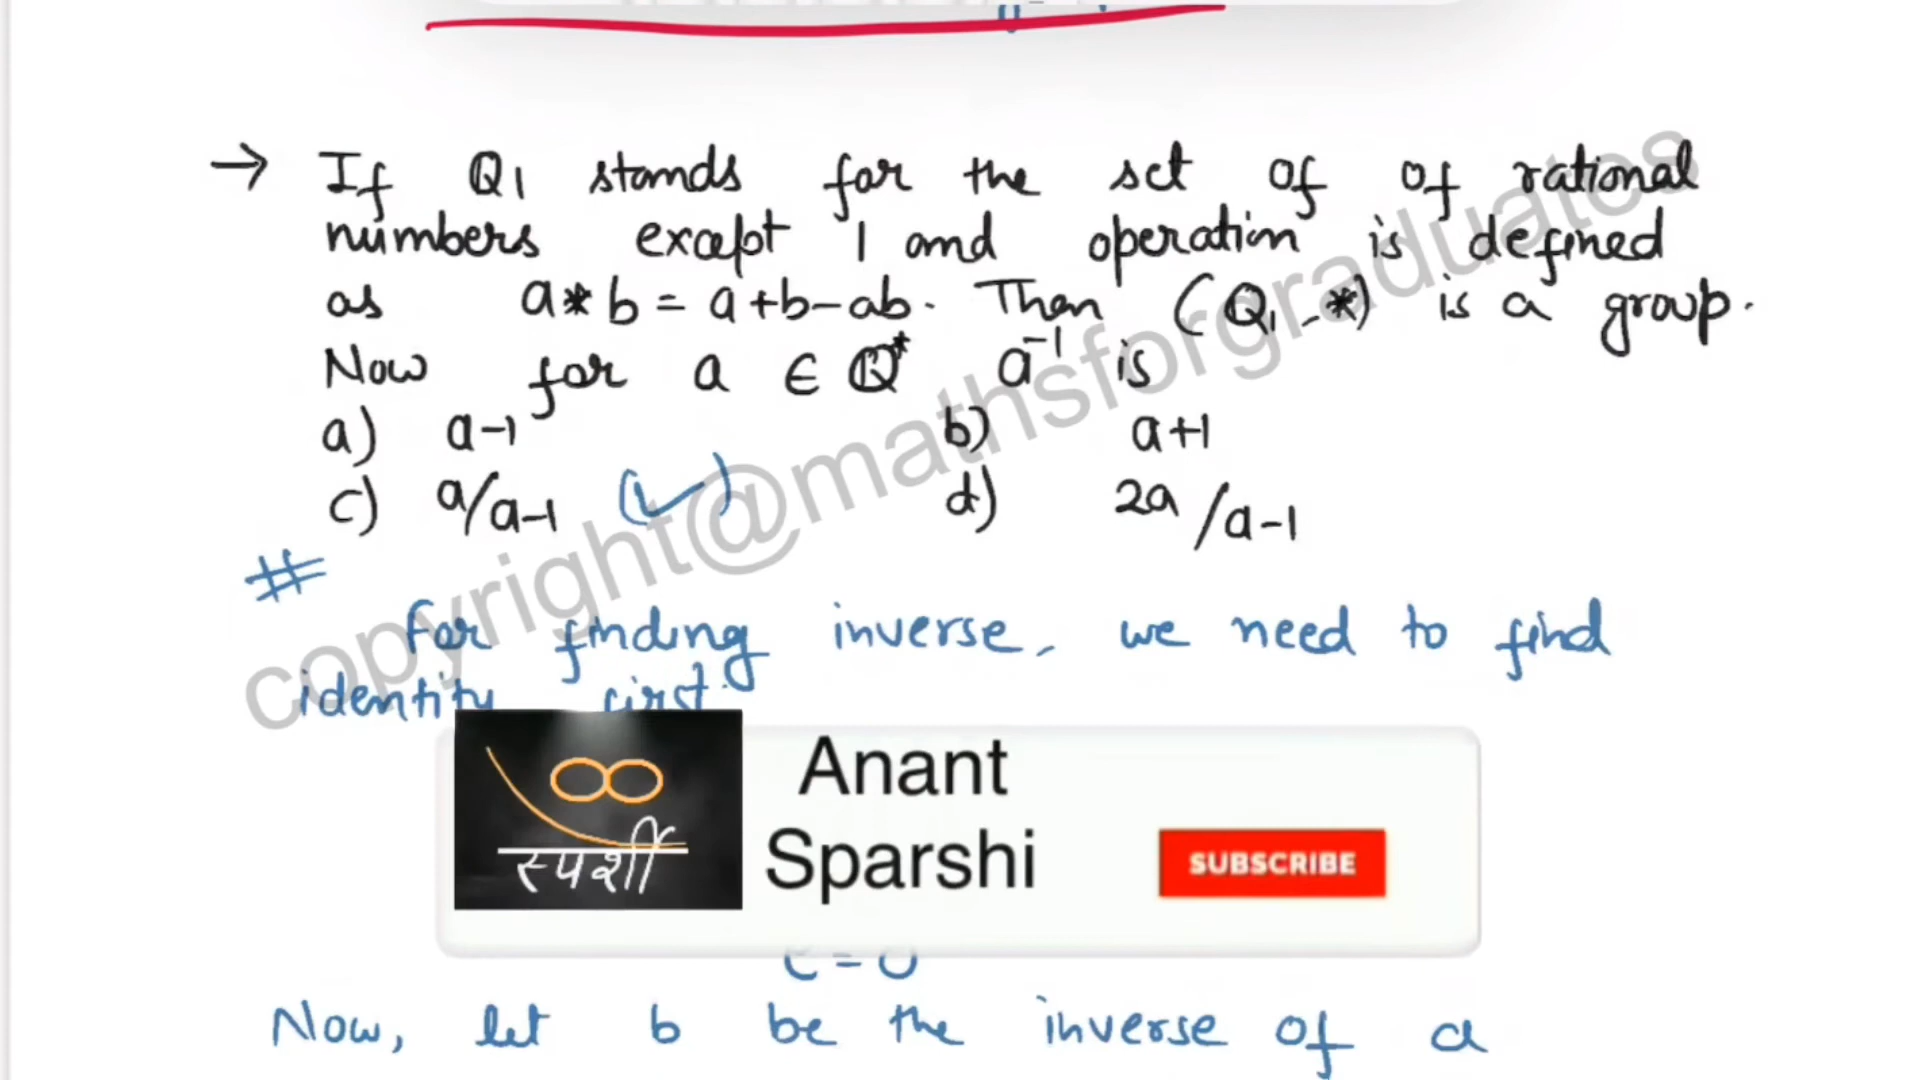 → If Q1 stands for the set of of rational
numbers except 1 and operation is defined
as a*b = a+b-ab. Then (Q1, *) is a group.
Now for a ∈ Q* a⁻¹ is
a) a-1 b) a+1
c) a/a-1 (✓) d) 2a/a-1
#
For finding inverse, we need to find
identity first.
स्पर्शी
Anant
Sparshi
SUBSCRIBE
e = 0
Now, let b be the inverse of a
copyright@mathsforgraduates